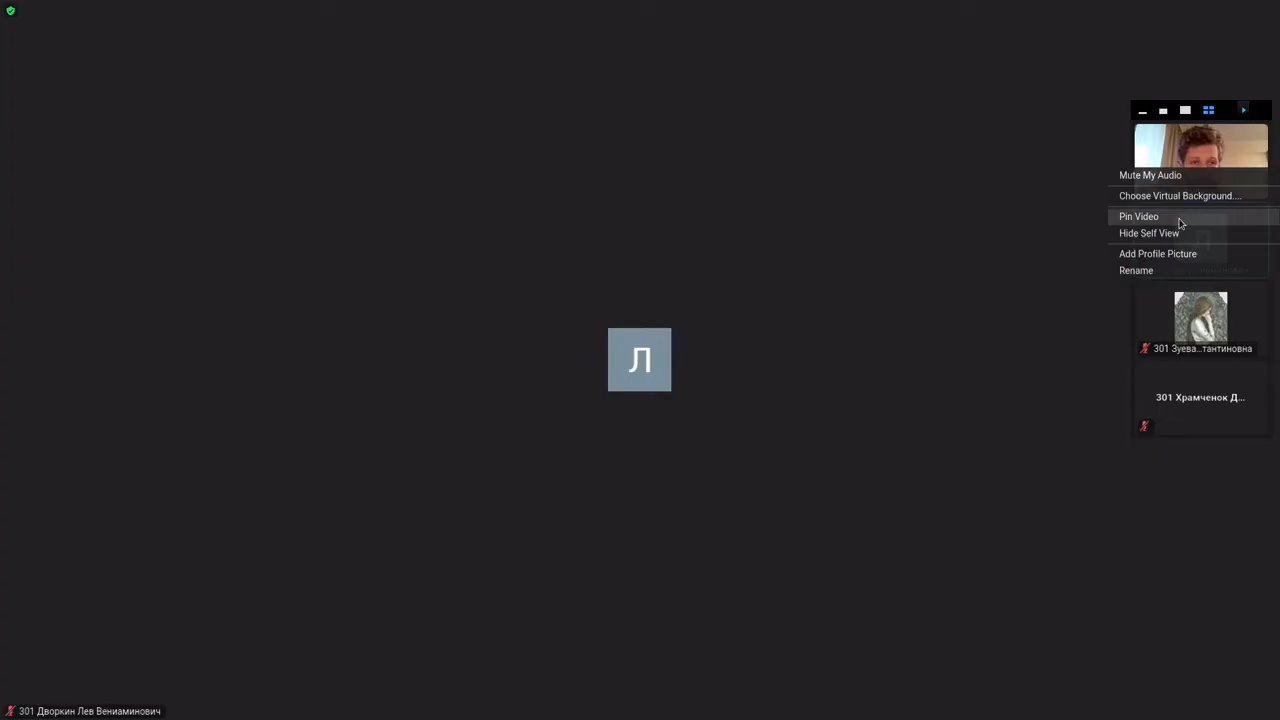 Mute My Audio
Choose Virtual Background....
Pin Video
Hide Self View
Add Profile Picture
Rename
301 Зуева...тантиновна
Л
301 Храмченок Д...
301 Дворкин Лев Вениаминович